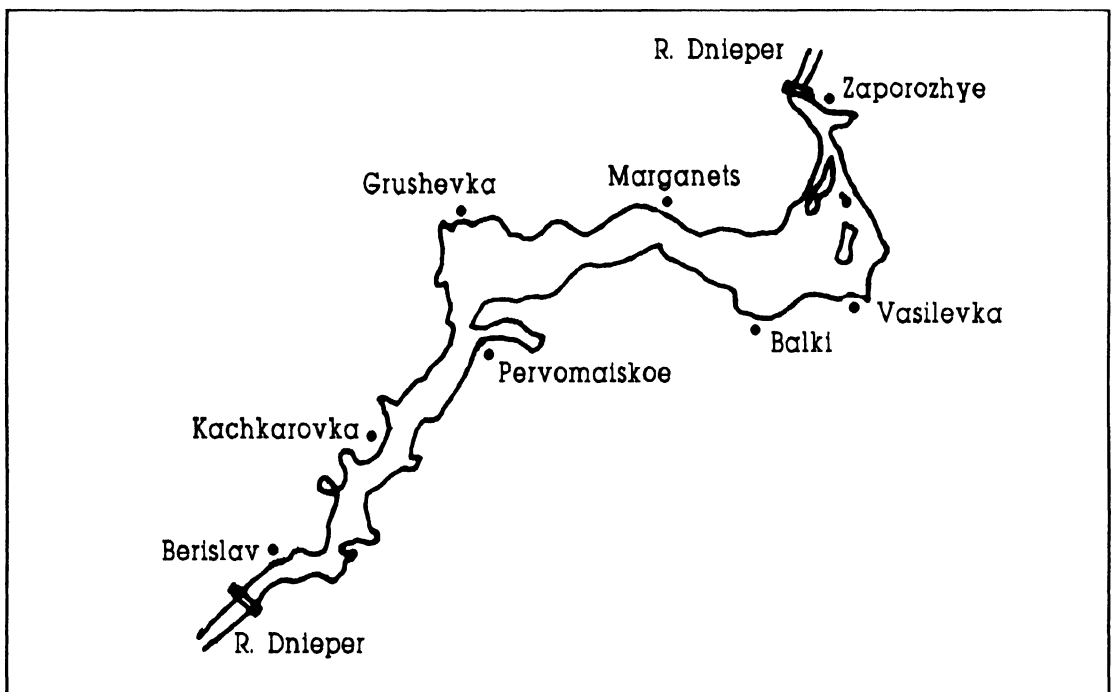 R. Dnieper
Zaporozhye
Marganets
Grushevka
Vasilevka
Balki
Pervomaiskoe
Kachkarovka
Berislav
R. Dnieper